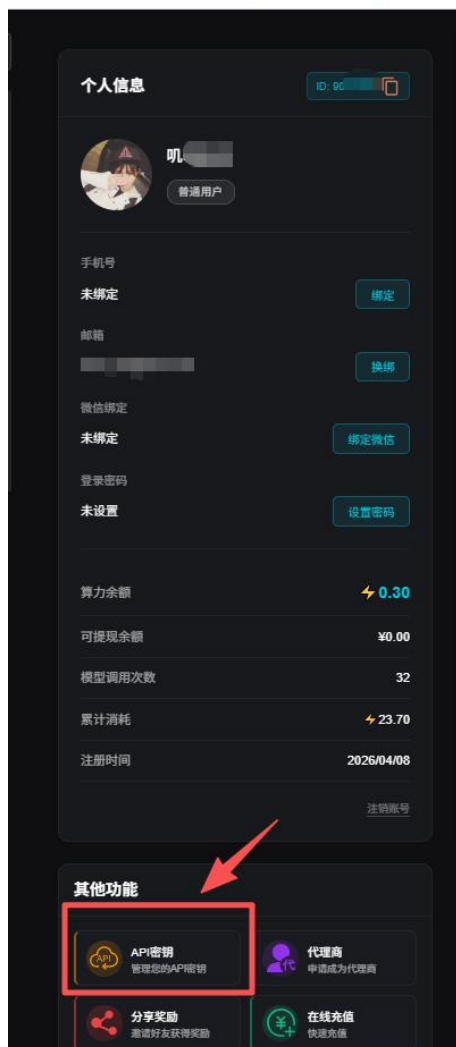 个人信息
ID: 90
叽
普通用户
手机号
未绑定
绑定
邮箱
换绑
微信绑定
未绑定
绑定微信
登录密码
未设置
设置密码
算力余额
0.30
可提现余额
¥0.00
模型调用次数
32
累计消耗
23.70
注册时间
2026/04/08
注销账号
其他功能
API
API密钥
管理您的API密钥
代
代理商
申请成为代理商
分享奖励
邀请好友获得奖励
¥
在线充值
快速充值